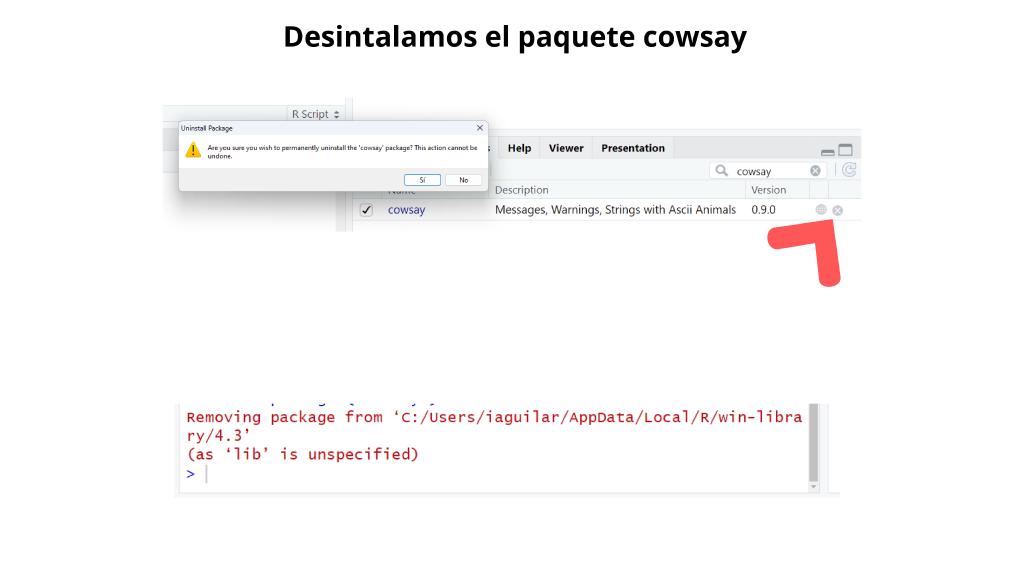 Desintalamos el paquete cowsay
R Script
Uninstall Package
Are you sure you wish to permanently uninstall the 'cowsay' package? This action cannot be
undone.
Sí No
Help Viewer Presentation
cowsay
Name Description Version
cowsay Messages, Warnings, Strings with Ascii Animals 0.9.0
Removing package from ‘C:/Users/iaguilar/AppData/Local/R/win-libra
ry/4.3’
(as ‘lib’ is unspecified)
>